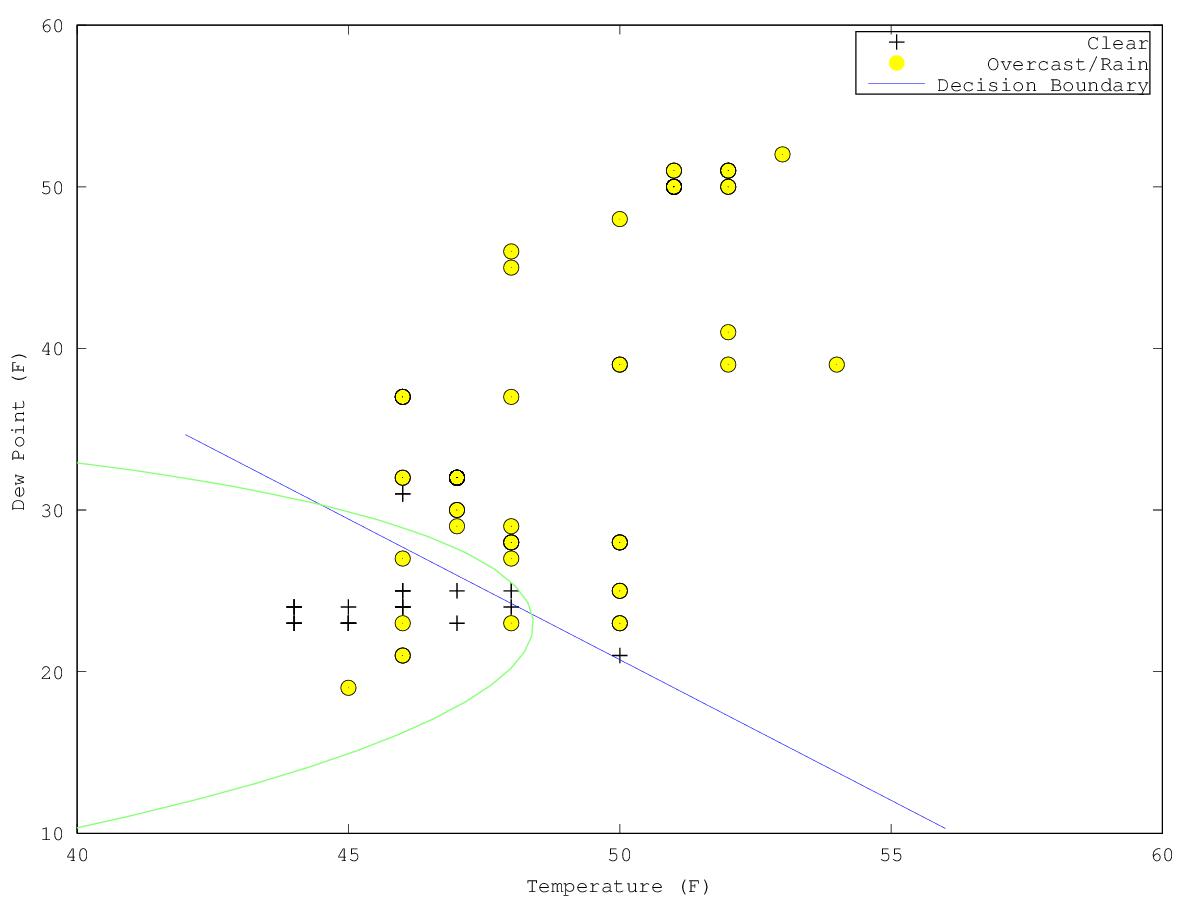 60
50
40
30
20
10
40 45 50 55 60
Dew Point (F)
Temperature (F)
Clear
Overcast/Rain
Decision Boundary